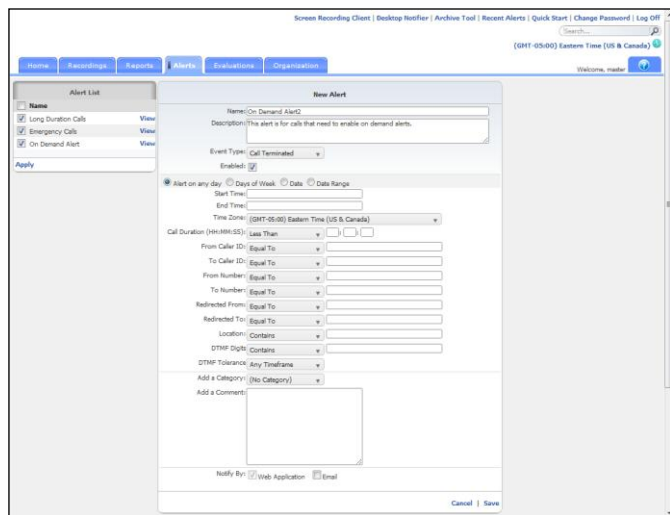 Screen Recording Client | Desktop Notifier | Archive Tool | Recent Alerts | Quick Start | Change Password | Log Off
Search...
(GMT-05:00) Eastern Time (US & Canada)
Home Recordings Reports Alerts Evaluations Organization
Welcome, master
Alert List
Name
Long Duration Calls View
Emergency Calls View
On Demand Alert View
Apply
New Alert
Name: On Demand Alert2
Description: This alert is for calls that need to enable on demand alerts.
Event Type: Call Terminated
Enabled:
Alert on any day Days of Week Date Date Range
Start Time:
End Time:
Time Zone: (GMT-05:00) Eastern Time (US & Canada)
Call Duration (HH:MM:SS): Less Than : :
From Caller ID: Equal To
To Caller ID: Equal To
From Number: Equal To
To Number: Equal To
Redirected From: Equal To
Redirected To: Equal To
Location: Contains
DTMF Digits Contains
DTMF Tolerance Any Timeframe
Add a Category: (No Category)
Add a Comment:
Notify By: Web Application Email
Cancel | Save